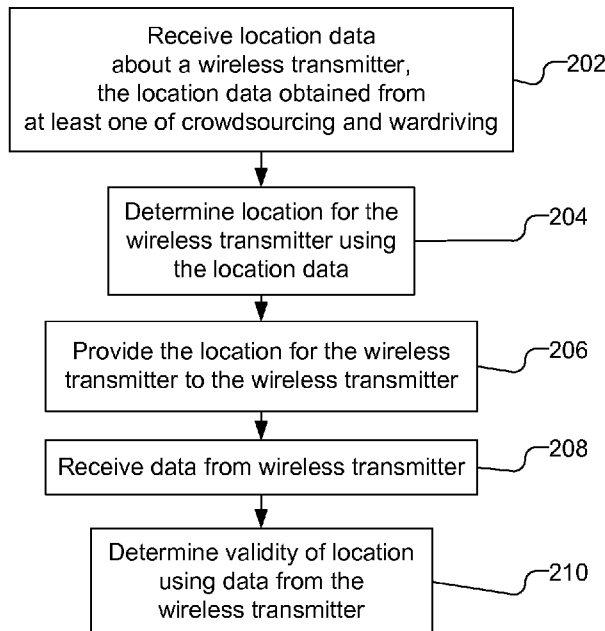 Receive location data
about a wireless transmitter,
the location data obtained from
at least one of crowdsourcing and wardriving
202
Determine location for the
wireless transmitter using
the location data
204
Provide the location for the wireless
transmitter to the wireless transmitter
206
Receive data from wireless transmitter
208
Determine validity of location
using data from the
wireless transmitter
210